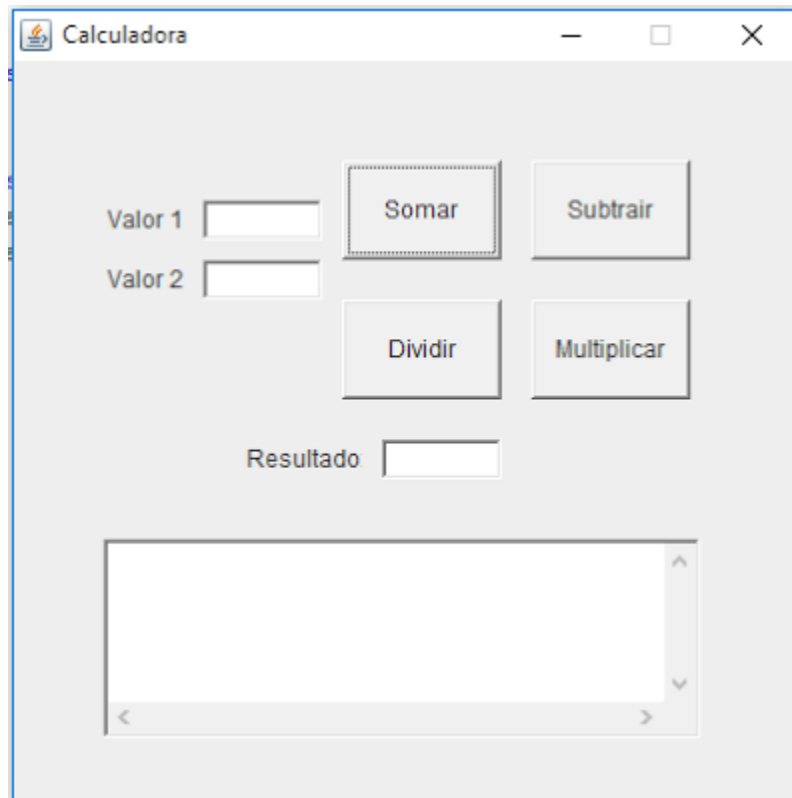 Calculadora
Valor 1
Somar
Subtrair
Valor 2
Dividir
Multiplicar
Resultado